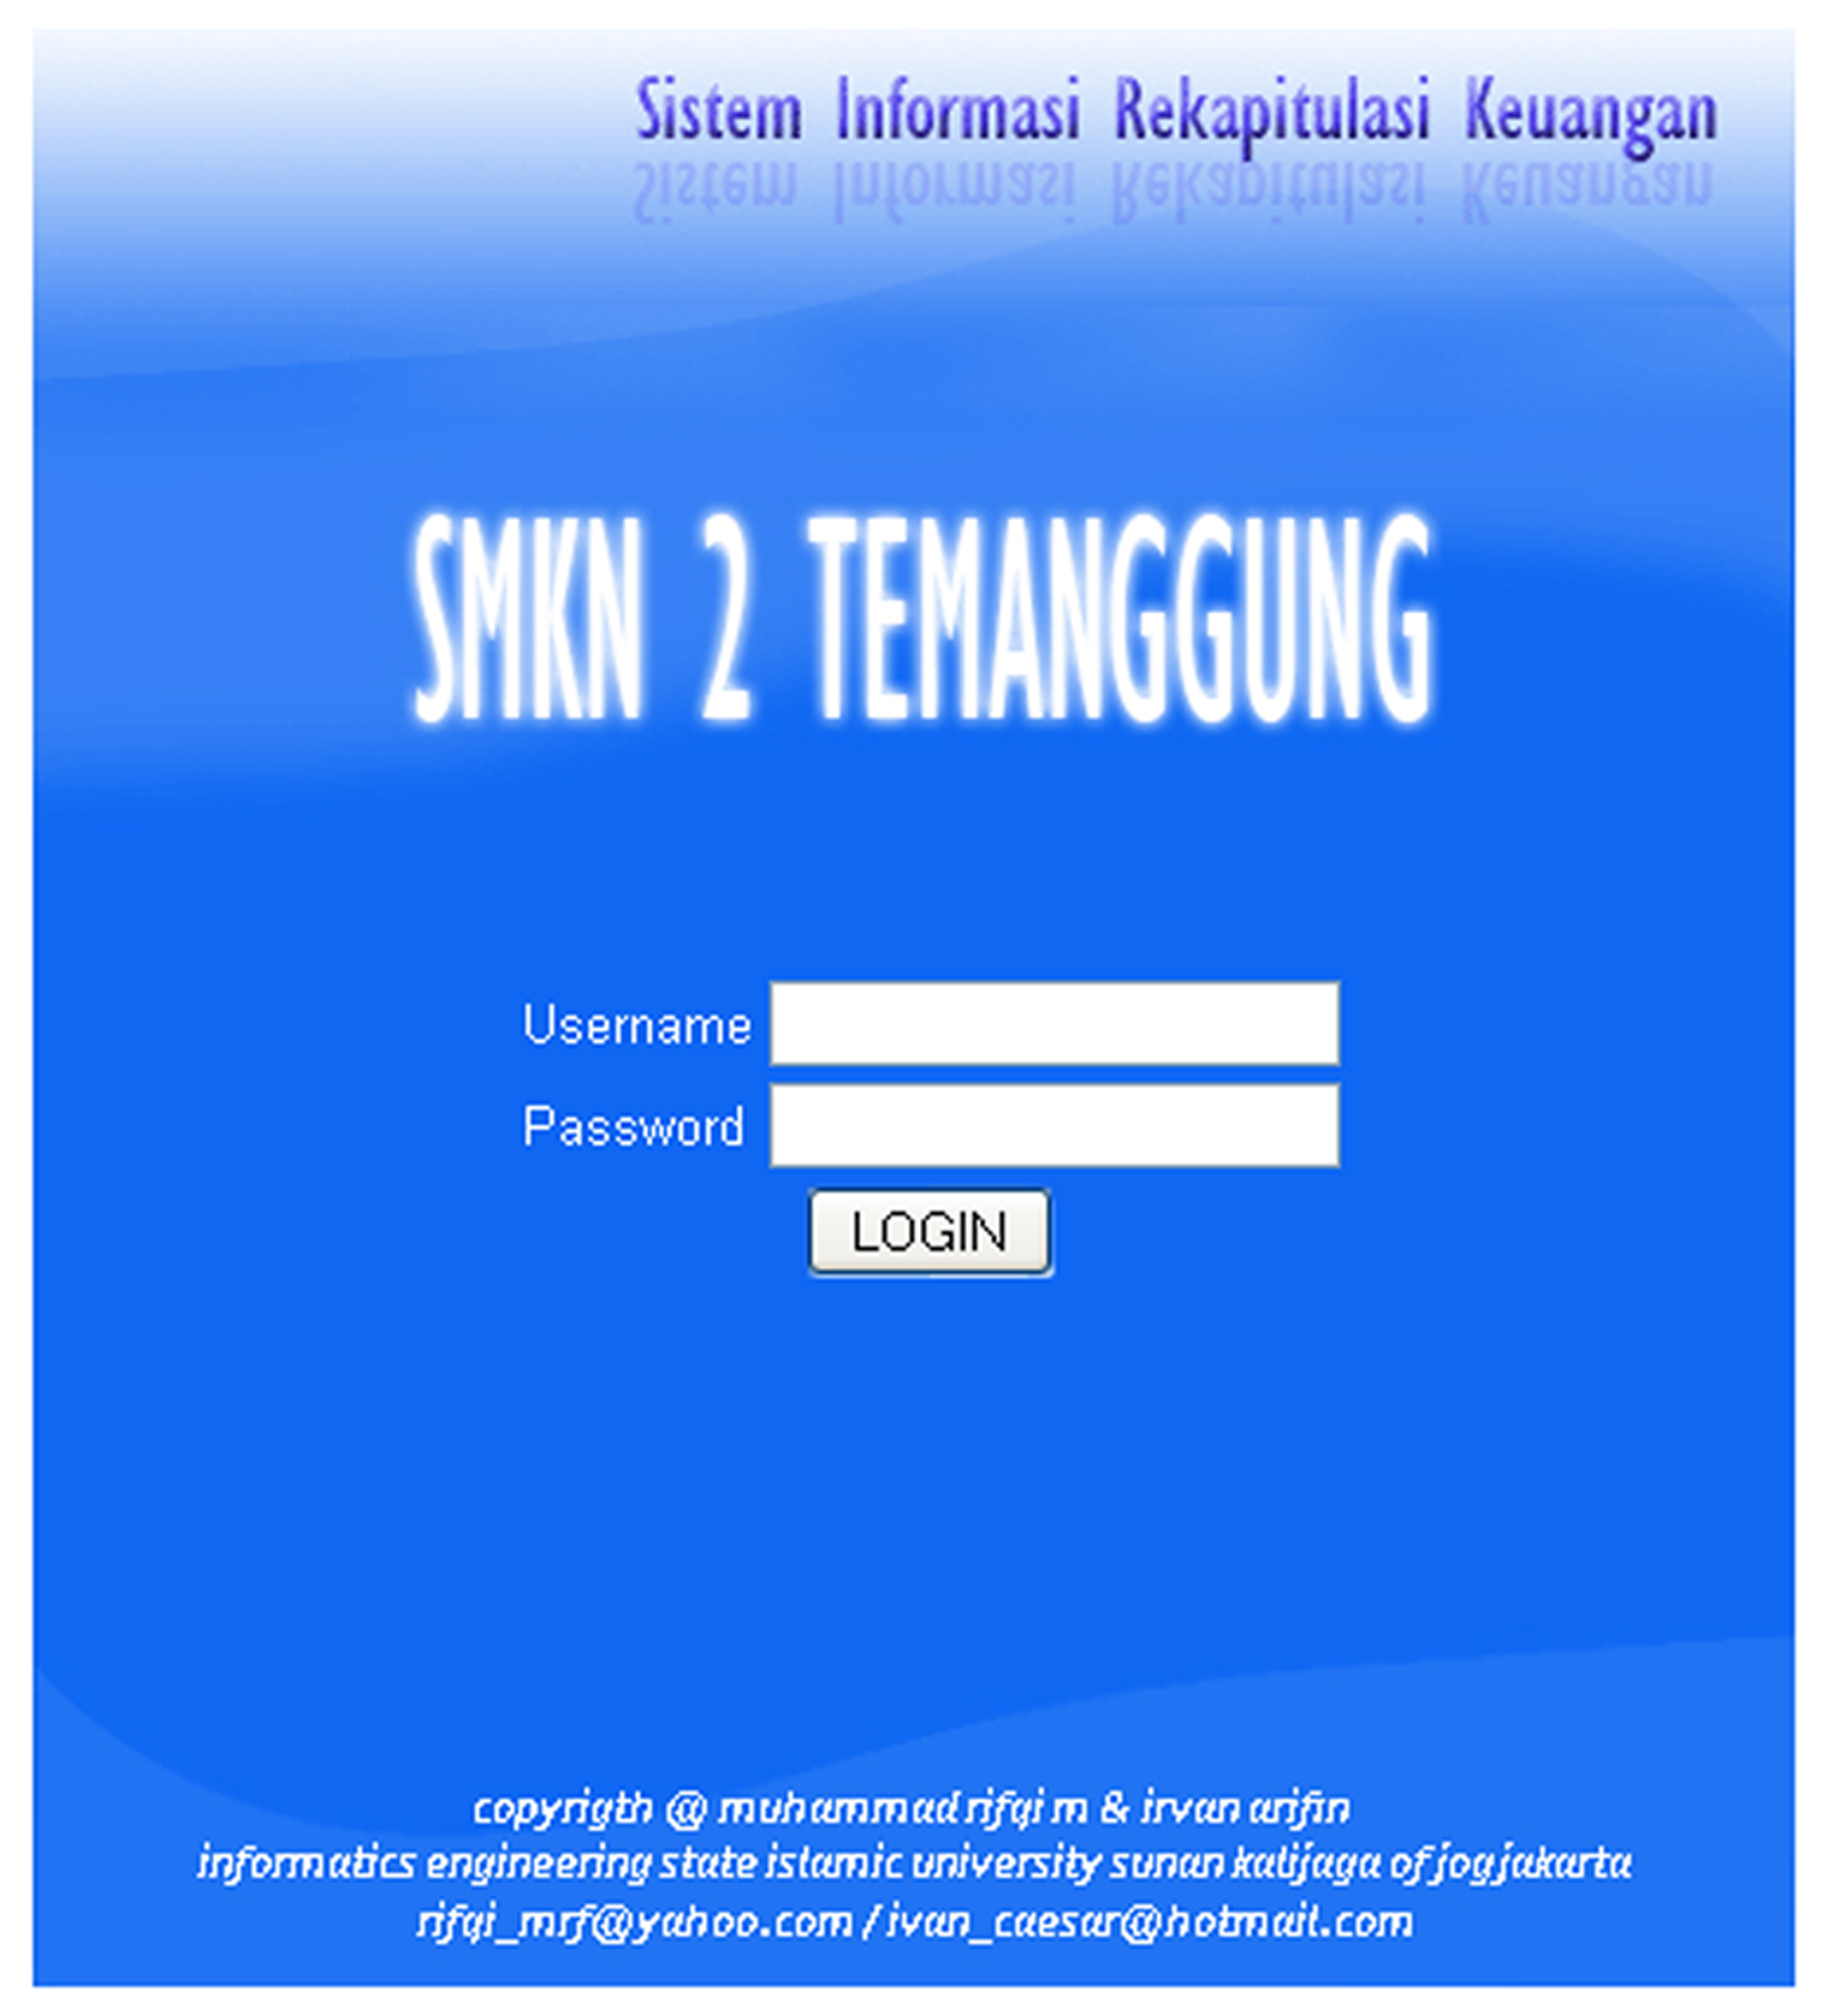 Sistem Informasi Rekapitulasi Keuangan
SMKN 2 TEMANGGUNG
Username
Password
LOGIN
copyrigth @ muhammad rifqi m & irvan arifin
informatics engineering state islamic university sunan kalijaga of jogjakarta
rifqi_mrf@yahoo.com / ivan_caesar@hotmail.com